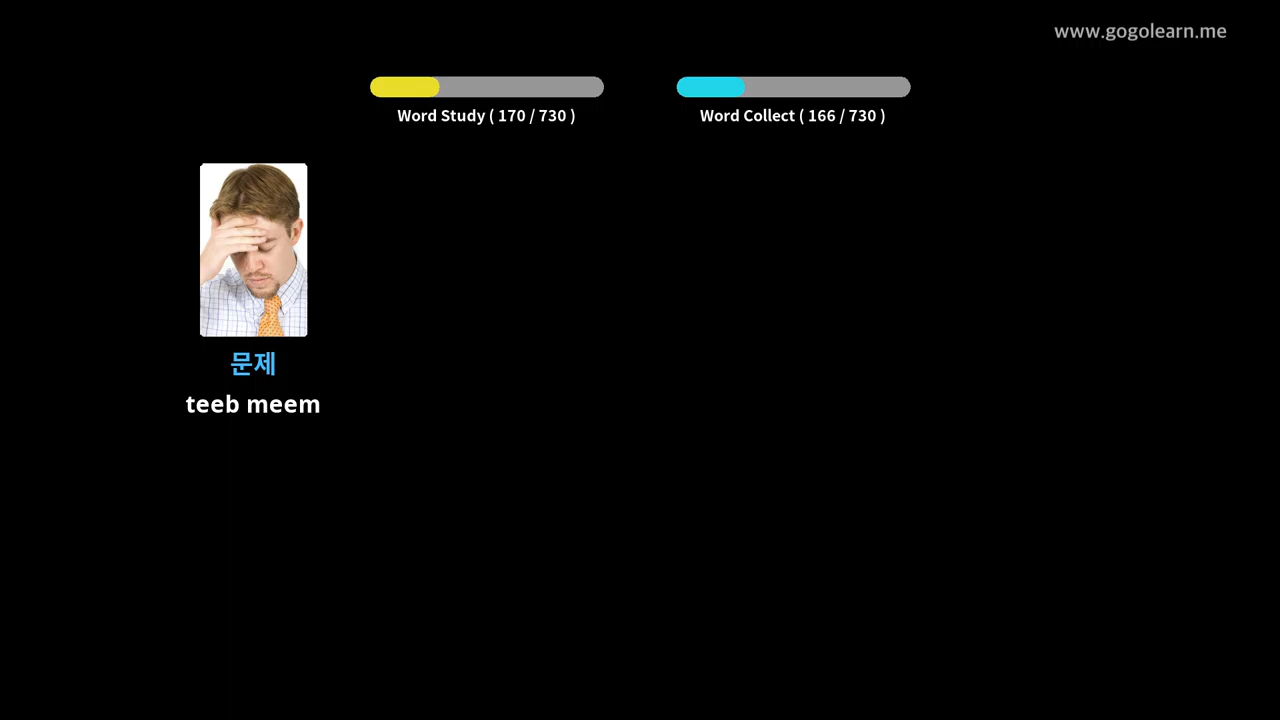 www.gogolearn.me
Word Study ( 170 / 730 )
Word Collect ( 166 / 730 )
문제
teeb meem